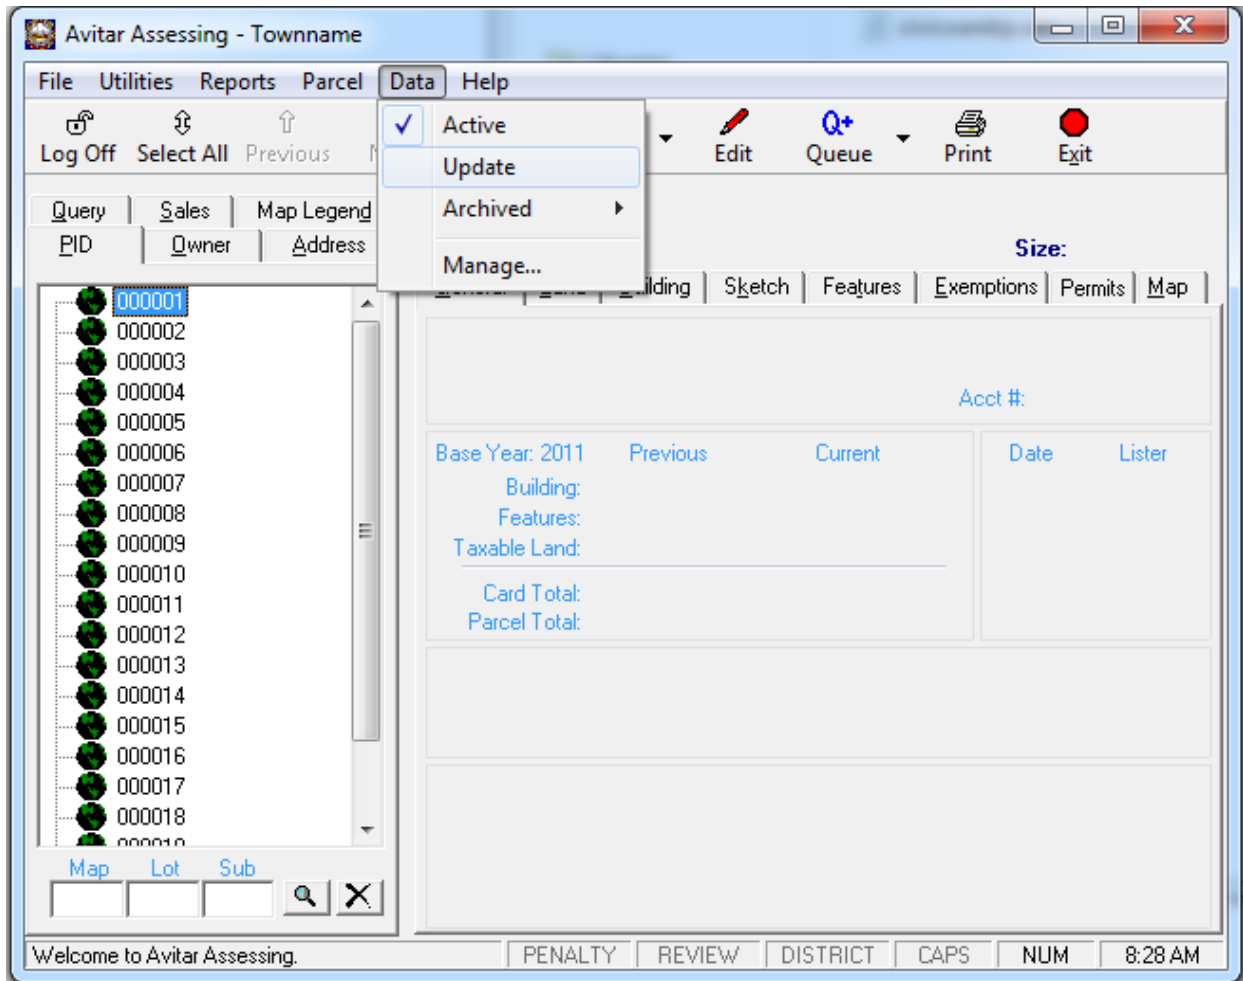 Avitar Assessing - Townname
File Utilities Reports Parcel Data Help
Log Off Select All Previous Edit Queue Print Exit
Active
Update
Archived
Manage...
Query Sales Map Legend
PID Owner Address
Size:
Sketch Features Exemptions Permits Map
000001
000002
000003
000004
000005
000006
000007
000008
000009
000010
000011
000012
000013
000014
000015
000016
000017
000018
Acct #:
Base Year: 2011 Previous Current Date Lister
Building:
Features:
Taxable Land:
Card Total:
Parcel Total:
Map Lot Sub
Welcome to Avitar Assessing. PENALTY REVIEW DISTRICT CAPS NUM 8:28 AM